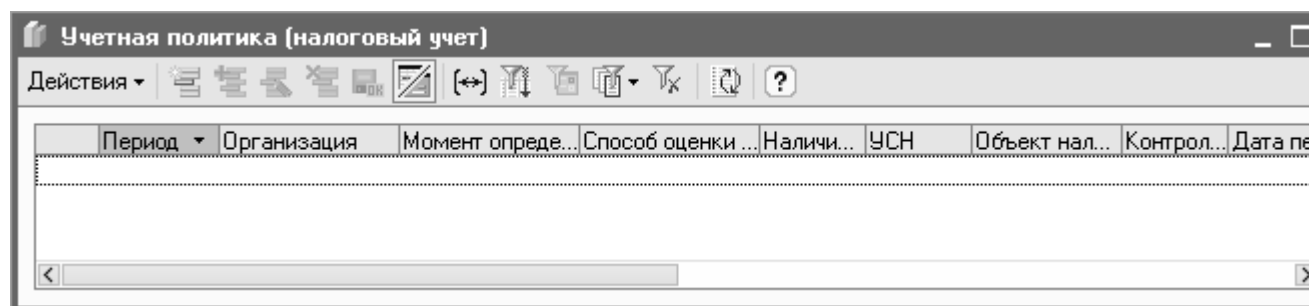 Учетная политика (налоговый учет)
Действия
Период Организация Момент опреде... Способ оценки ... Наличи... УСН Объект нал... Контрол... Дата пе